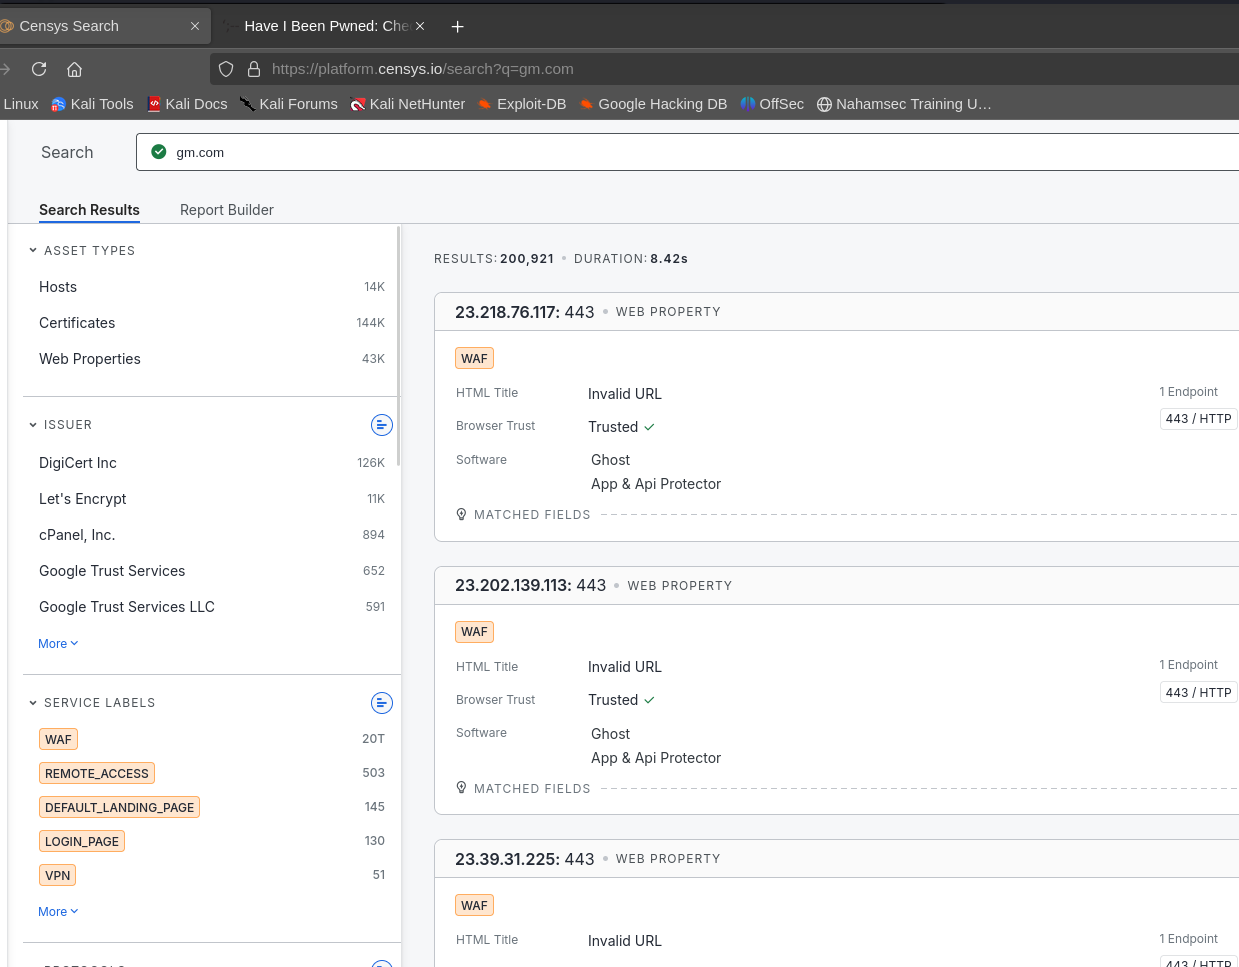 Censys Search
Have I Been Pwned: Che
https://platform.censys.io/search?q=gm.com
Linux Kali Tools Kali Docs Kali Forums Kali NetHunter Exploit-DB Google Hacking DB OffSec Nahamsec Training U…
Search
gm.com
Search Results Report Builder
ASSET TYPES
Hosts 14K
Certificates 144K
Web Properties 43K
ISSUER
DigiCert Inc 126K
Let's Encrypt 11K
cPanel, Inc. 894
Google Trust Services 652
Google Trust Services LLC 591
More
SERVICE LABELS
WAF 20T
REMOTE_ACCESS 503
DEFAULT_LANDING_PAGE 145
LOGIN_PAGE 130
VPN 51
More
RESULTS: 200,921 • DURATION: 8.42s
23.218.76.117: 443 • WEB PROPERTY
WAF
HTML Title Invalid URL
1 Endpoint
Browser Trust Trusted ✓
443 / HTTP
Software Ghost
App & Api Protector
MATCHED FIELDS
23.202.139.113: 443 • WEB PROPERTY
WAF
HTML Title Invalid URL
1 Endpoint
Browser Trust Trusted ✓
443 / HTTP
Software Ghost
App & Api Protector
MATCHED FIELDS
23.39.31.225: 443 • WEB PROPERTY
WAF
HTML Title Invalid URL
1 Endpoint
443 / HTTP